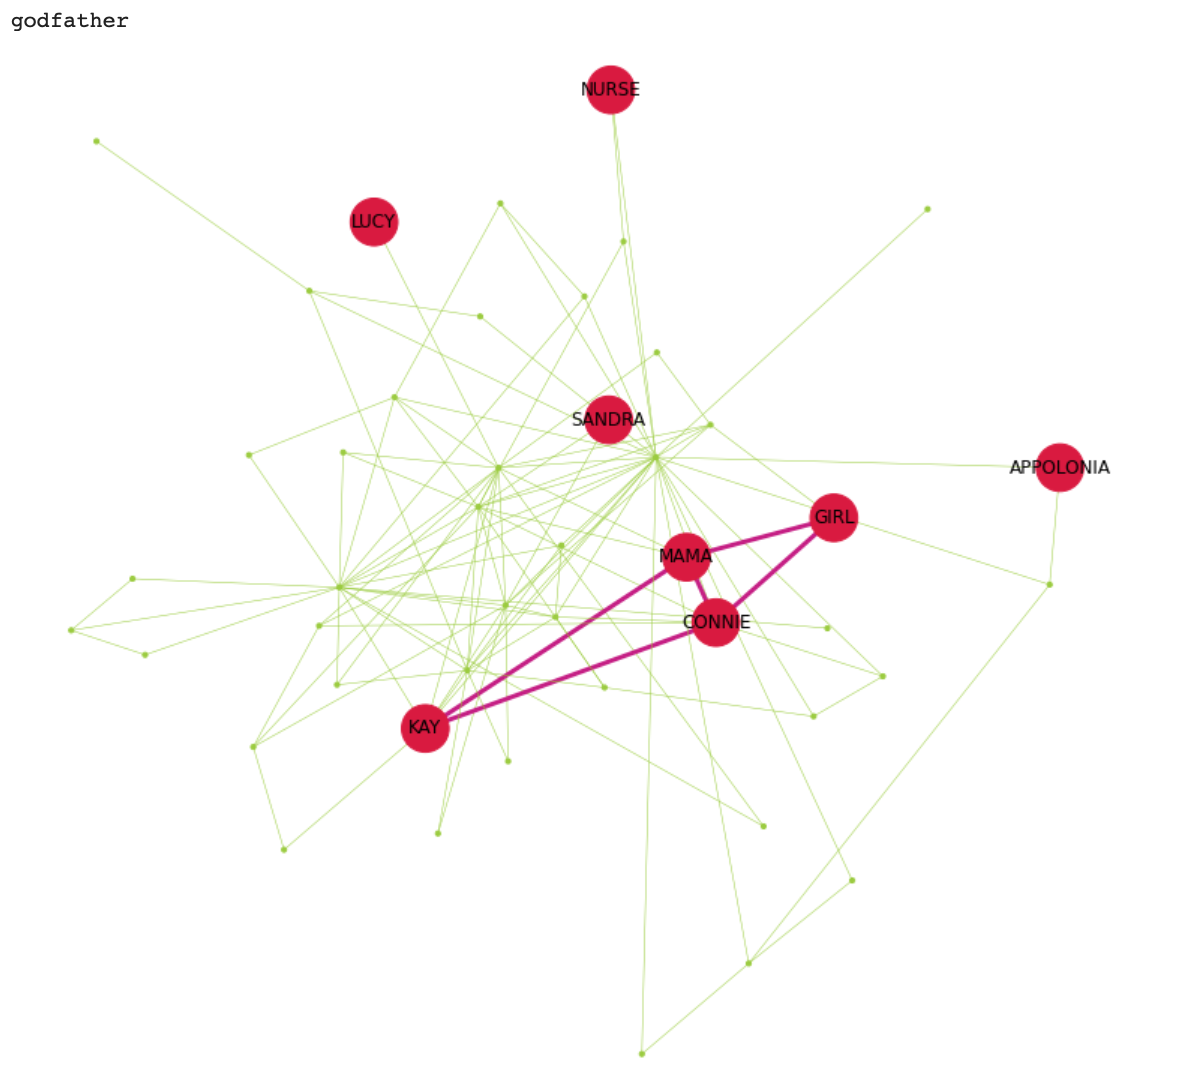 godfather
NURSE
LUCY
SANDRA
APPOLONIA
GIRL
MAMA
CONNIE
KAY